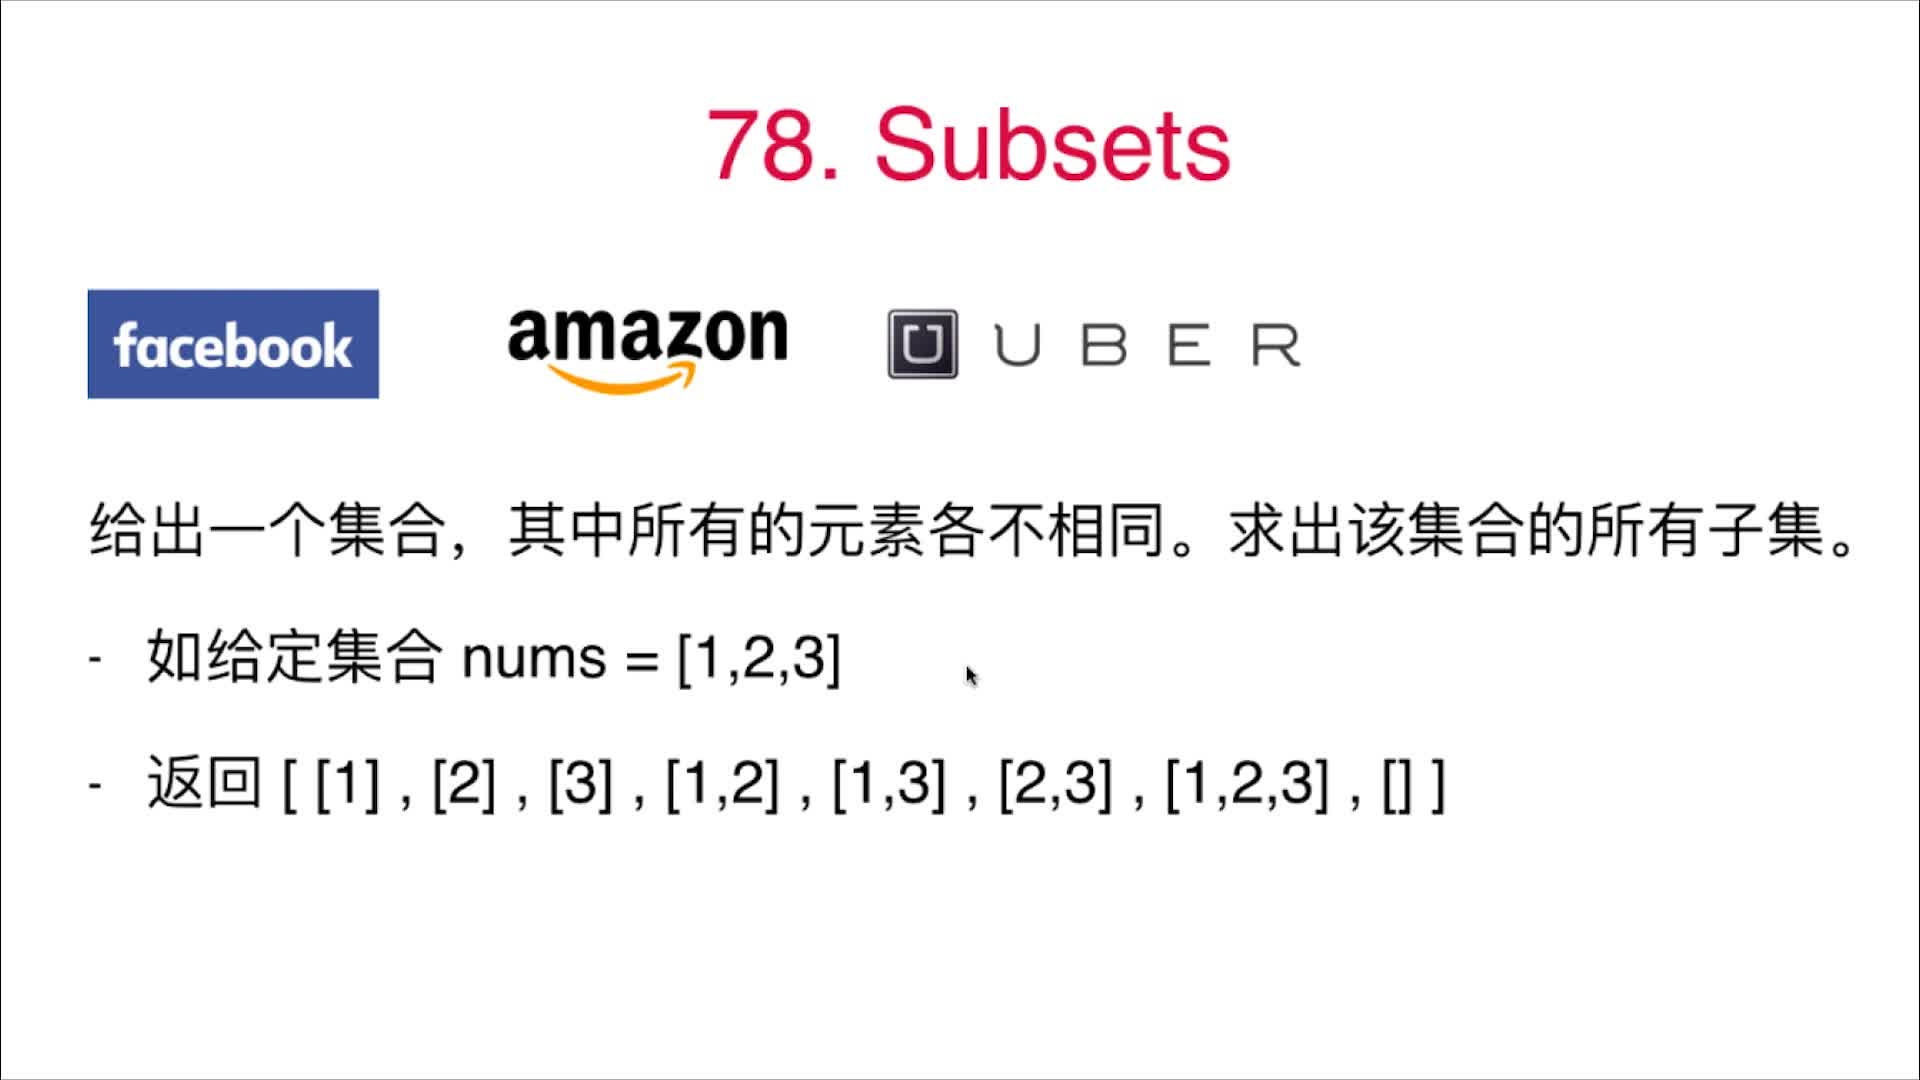 78. Subsets
facebook
amazon
UBER
给出一个集合，其中所有的元素各不相同。求出该集合的所有子集。
- 如给定集合 nums = [1,2,3]
- 返回 [ [1] , [2] , [3] , [1,2] , [1,3] , [2,3] , [1,2,3] , [] ]